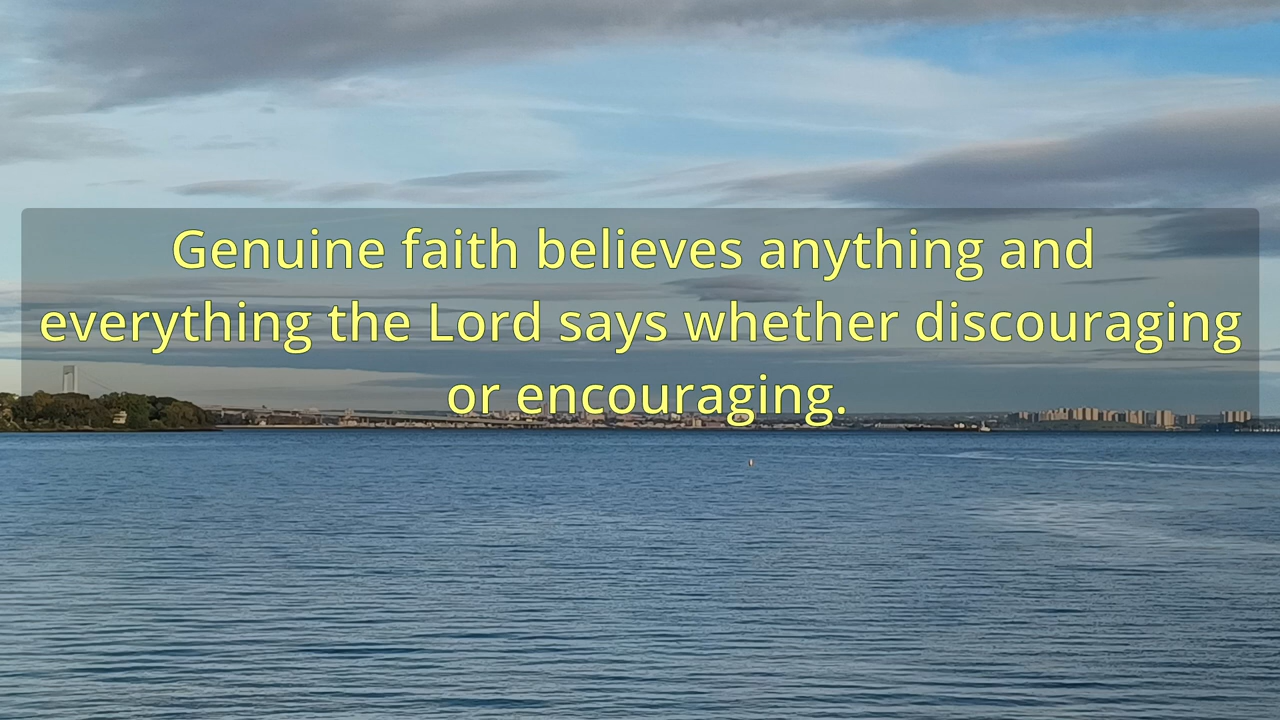 Genuine faith believes anything and
everything the Lord says whether discouraging
or encouraging.